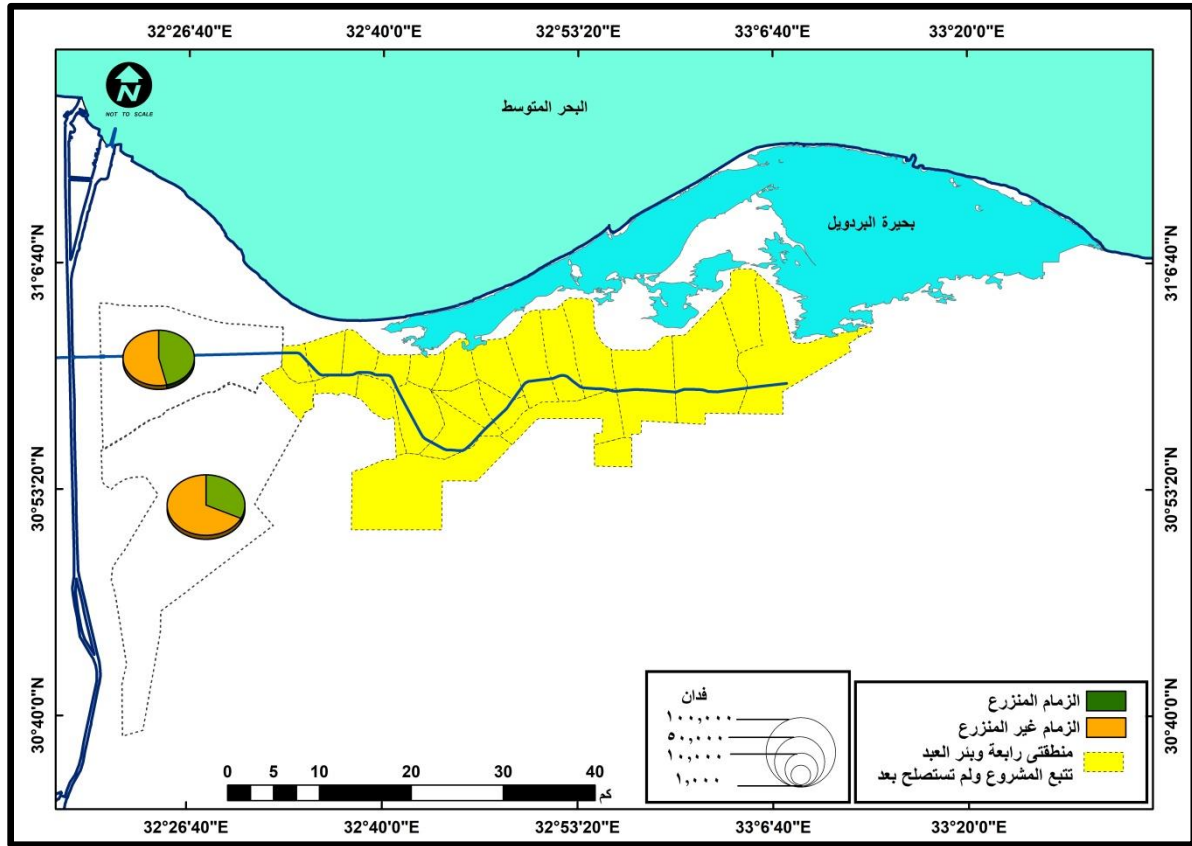 32°26'40"E 32°40'0"E 32°53'20"E 33°6'40"E 33°20'0"E
N
NOT TO SCALE
البحر المتوسط
بحيرة البردويل
31°6'40"N
31°6'40"N
30°53'20"N
30°53'20"N
30°40'0"N
30°40'0"N
0 5 10 20 30 40
كم
فدان
١٠٠,٠٠٠
٥٠,٠٠٠
١٠,٠٠٠
١,٠٠٠
الزمام المنزرع
الزمام غير المنزرع
منطقتى رابعة وبئر العبد
تتبع المشروع ولم تستصلح بعد
32°26'40"E 32°40'0"E 32°53'20"E 33°6'40"E 33°20'0"E